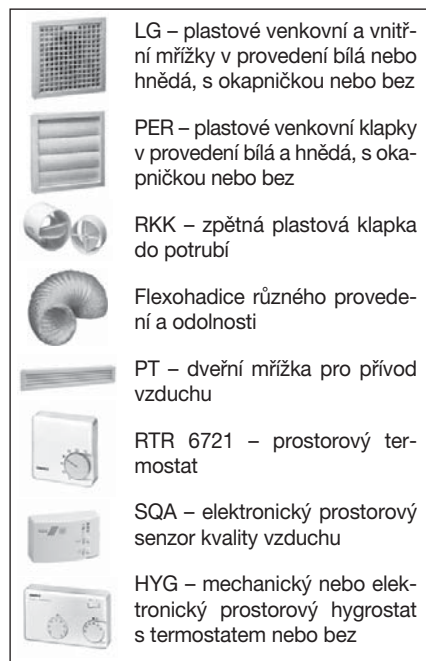 LG – plastové venkovní a vnitř-
ní mřížky v provedení bílá nebo
hnědá, s okapničkou nebo bez
PER – plastové venkovní klapky
v provedení bílá a hnědá, s oka-
pničkou nebo bez
RKK – zpětná plastová klapka
do potrubí
Flexohadice různého provede-
ní a odolnosti
PT – dveřní mřížka pro přívod
vzduchu
RTR 6721 – prostorový ter-
mostat
SQA – elektronický prostorový
senzor kvality vzduchu
HYG – mechanický nebo elek-
tronický prostorový hygrostat
s termostatem nebo bez